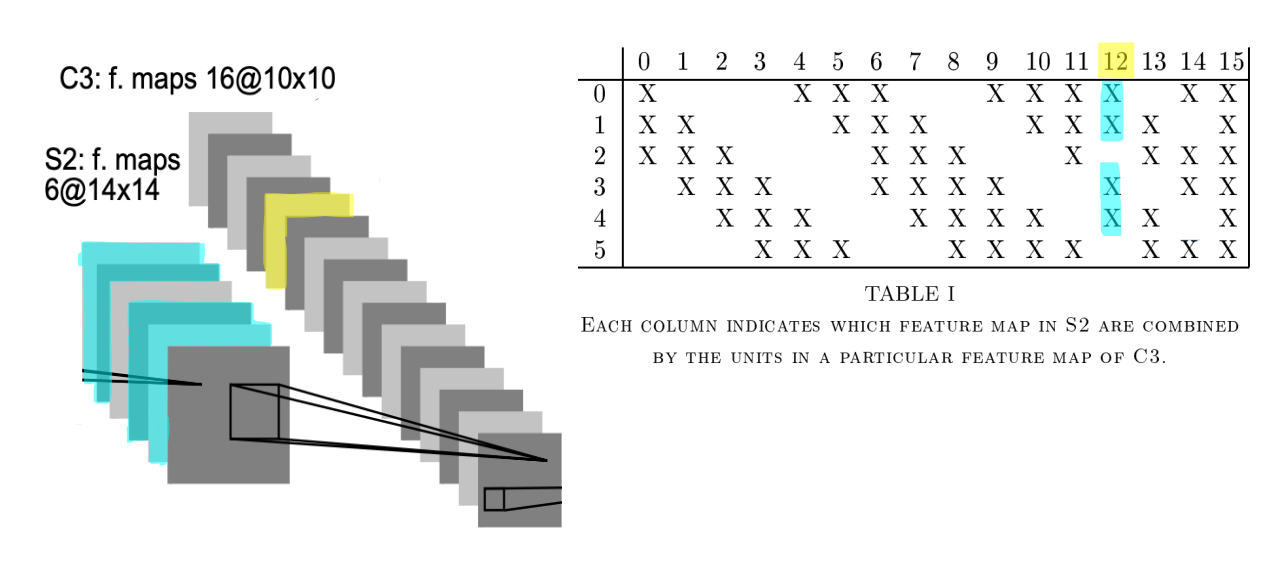 C3: f. maps 16@10x10
S2: f. maps
6@14x14
0 1 2 3 4 5 6 7 8 9 10 11 12 13 14 15
0 X X X X X X X X X X
1 X X X X X X X X X X
2 X X X X X X X X X X
3 X X X X X X X X X X
4 X X X X X X X X X X
5 X X X X X X X X X X
TABLE I
Each column indicates which feature map in S2 are combined
by the units in a particular feature map of C3.